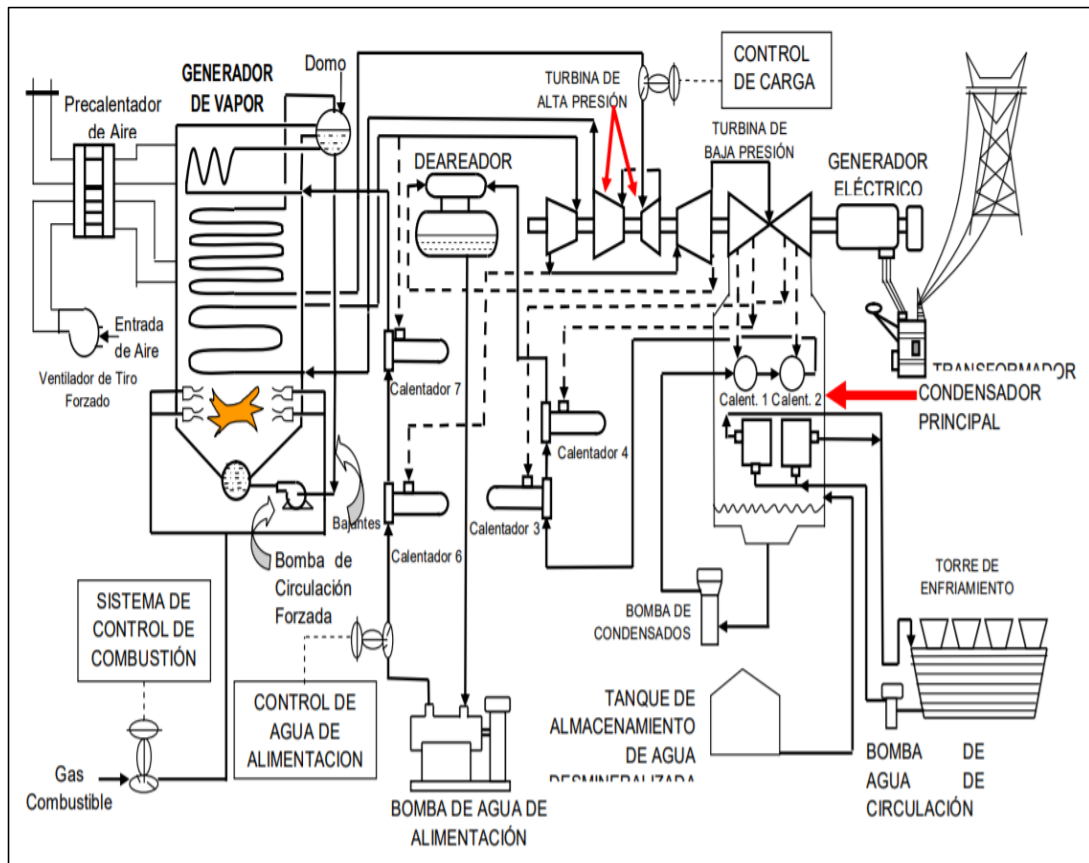 Precalentador
de Aire
GENERADOR
DE VAPOR
Domo
TURBINA DE
ALTA PRESIÓN
CONTROL
DE CARGA
TURBINA DE
BAJA PRESIÓN
DEAREADOR
GENERADOR
ELÉCTRICO
Entrada
de Aire
Ventilador de Tiro
Forzado
Calentador 7
Calent. 1
Calent. 2
TRANSFORMADOR
CONDENSADOR
PRINCIPAL
Calentador 4
Bajantes
Calentador 6
Calentador 3
Bomba de
Circulación
Forzada
SISTEMA DE
CONTROL DE
COMBUSTIÓN
BOMBA DE
CONDENSADOS
TORRE DE
ENFRIAMIENTO
CONTROL DE
AGUA DE
ALIMENTACION
TANQUE DE
ALMACENAMIENTO
DE AGUA
DESMINERALIZADA
Gas
Combustible
BOMBA DE AGUA DE
ALIMENTACIÓN
BOMBA DE
AGUA DE
CIRCULACIÓN